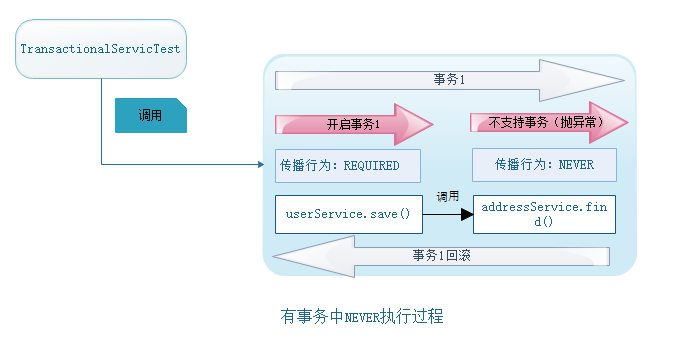 TransactionalServicTest
调用
事务1
开启事务1
不支持事务（抛异常）
传播行为：REQUIRED
传播行为：NEVER
userService.save()
调用
addressService.fin
d()
事务1回滚
有事务中NEVER执行过程